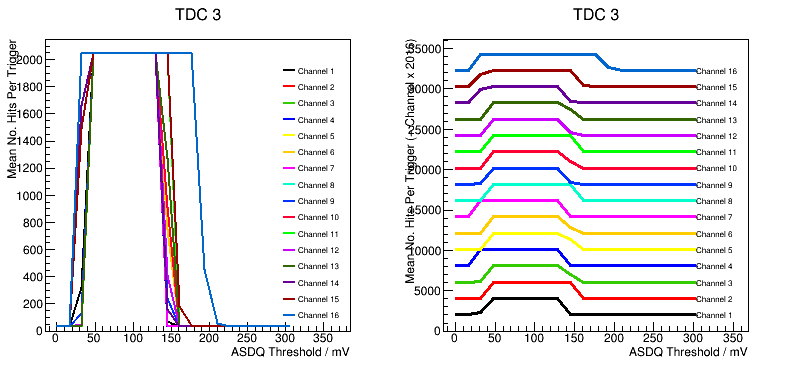 TDC 3
Mean No. Hits Per Trigger
2000
1800
1600
1400
1200
1000
800
600
400
200
0
0 50 100 150 200 250 300 350
ASDQ Threshold / mV
Channel 1
Channel 2
Channel 3
Channel 4
Channel 5
Channel 6
Channel 7
Channel 8
Channel 9
Channel 10
Channel 11
Channel 12
Channel 13
Channel 14
Channel 15
Channel 16
TDC 3
Mean No. Hits Per Trigger (+ Channel x 2016)
35000
30000
25000
20000
15000
10000
5000
0
0 50 100 150 200 250 300 350
ASDQ Threshold / mV
Channel 16
Channel 15
Channel 14
Channel 13
Channel 12
Channel 11
Channel 10
Channel 9
Channel 8
Channel 7
Channel 6
Channel 5
Channel 4
Channel 3
Channel 2
Channel 1